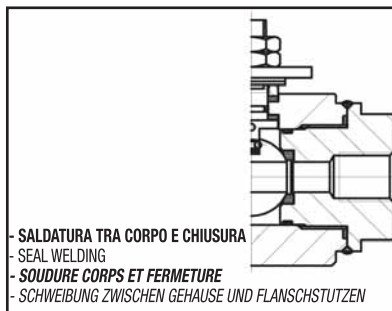 - SALDATURA TRA CORPO E CHIUSURA
- SEAL WELDING
- SOUDURE CORPS ET FERMETURE
- SCHWEIBUNG ZWISCHEN GEHAUSE UND FLANSCHSTUTZEN